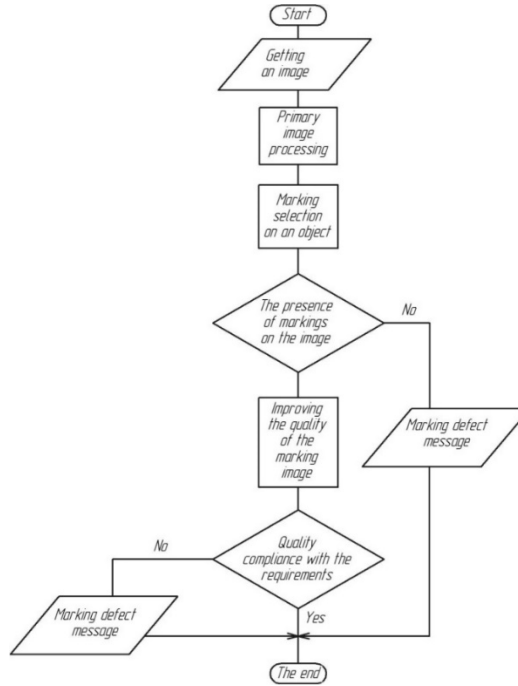 Start
Getting
an image
Primary
image
processing
Marking
selection
on an object
The presence
of markings
on the image
No
Improving
the quality
of the
marking
image
Marking defect
message
Quality
compliance with the
requirements
No
Yes
Marking defect
message
The end